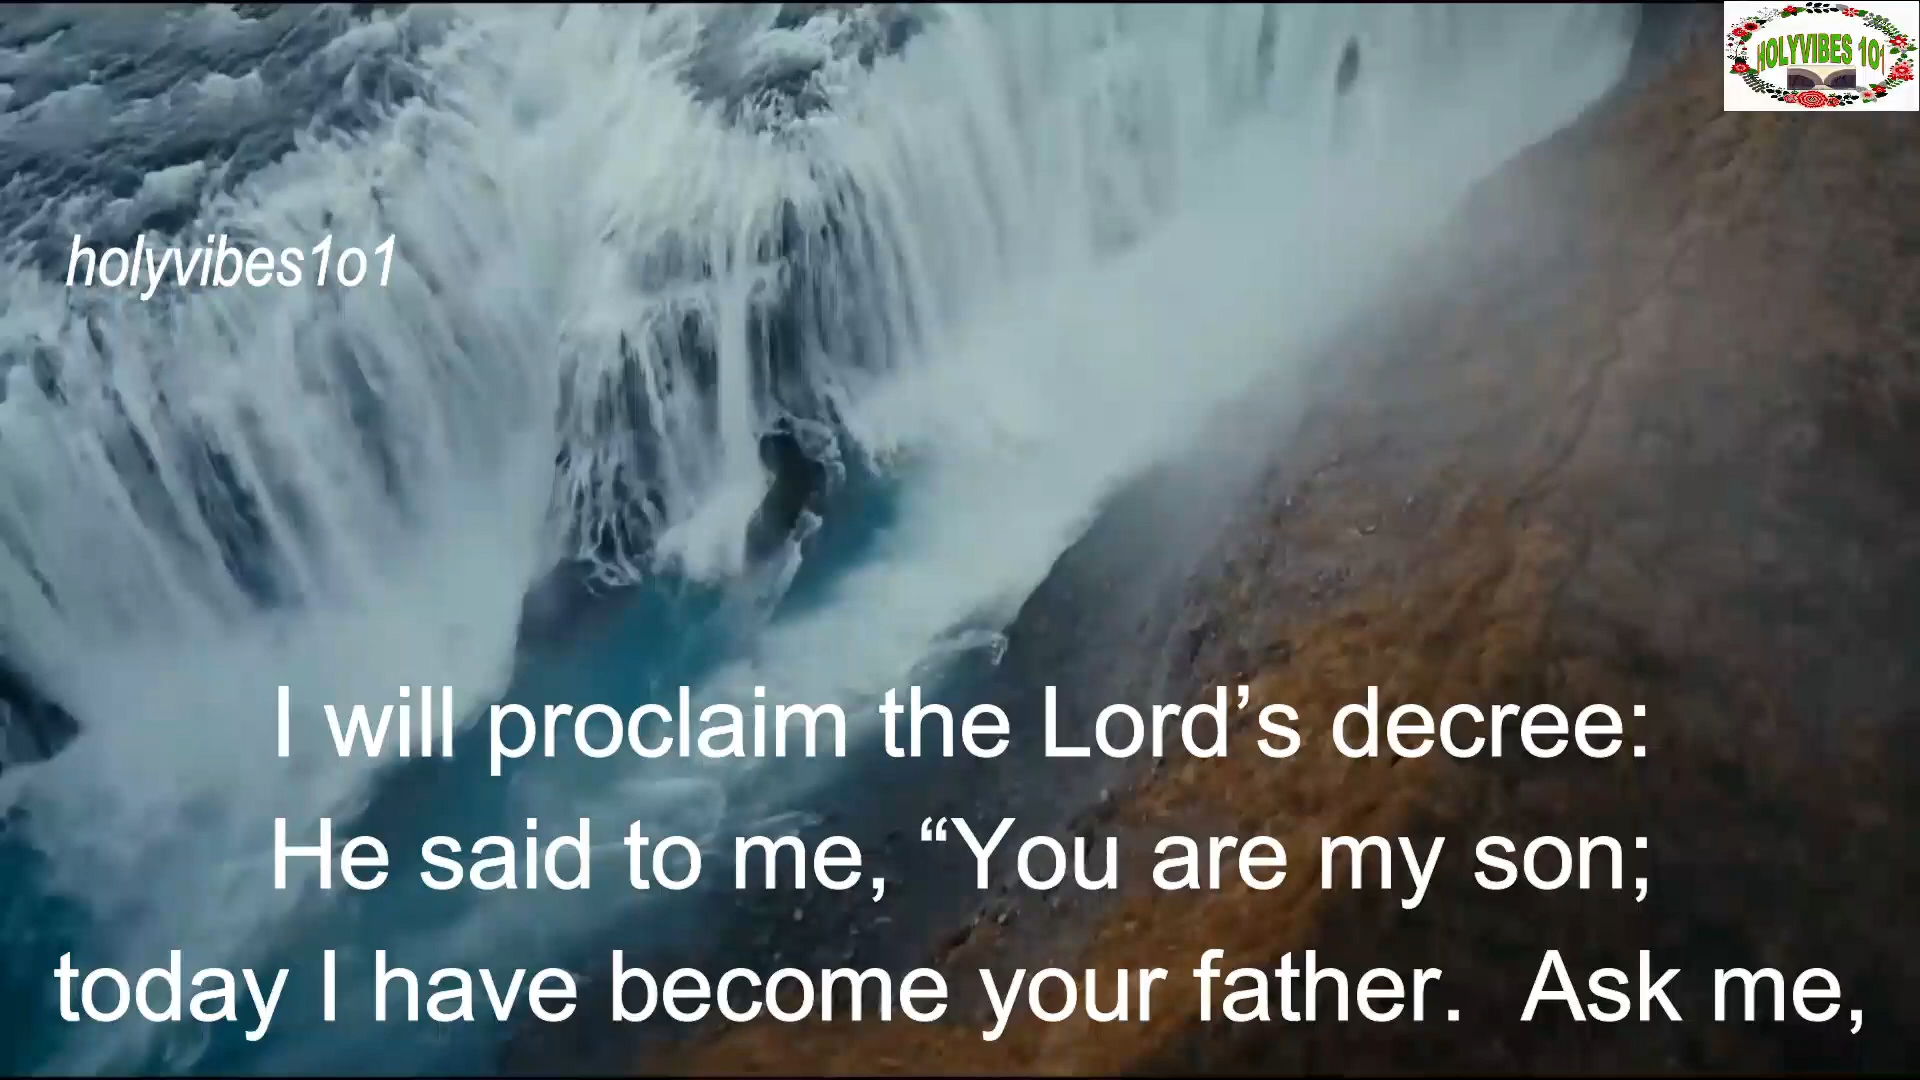 HOLYVIBES 101
holyvibes1o1
I will proclaim the Lord’s decree:
He said to me, “You are my son;
today I have become your father. Ask me,